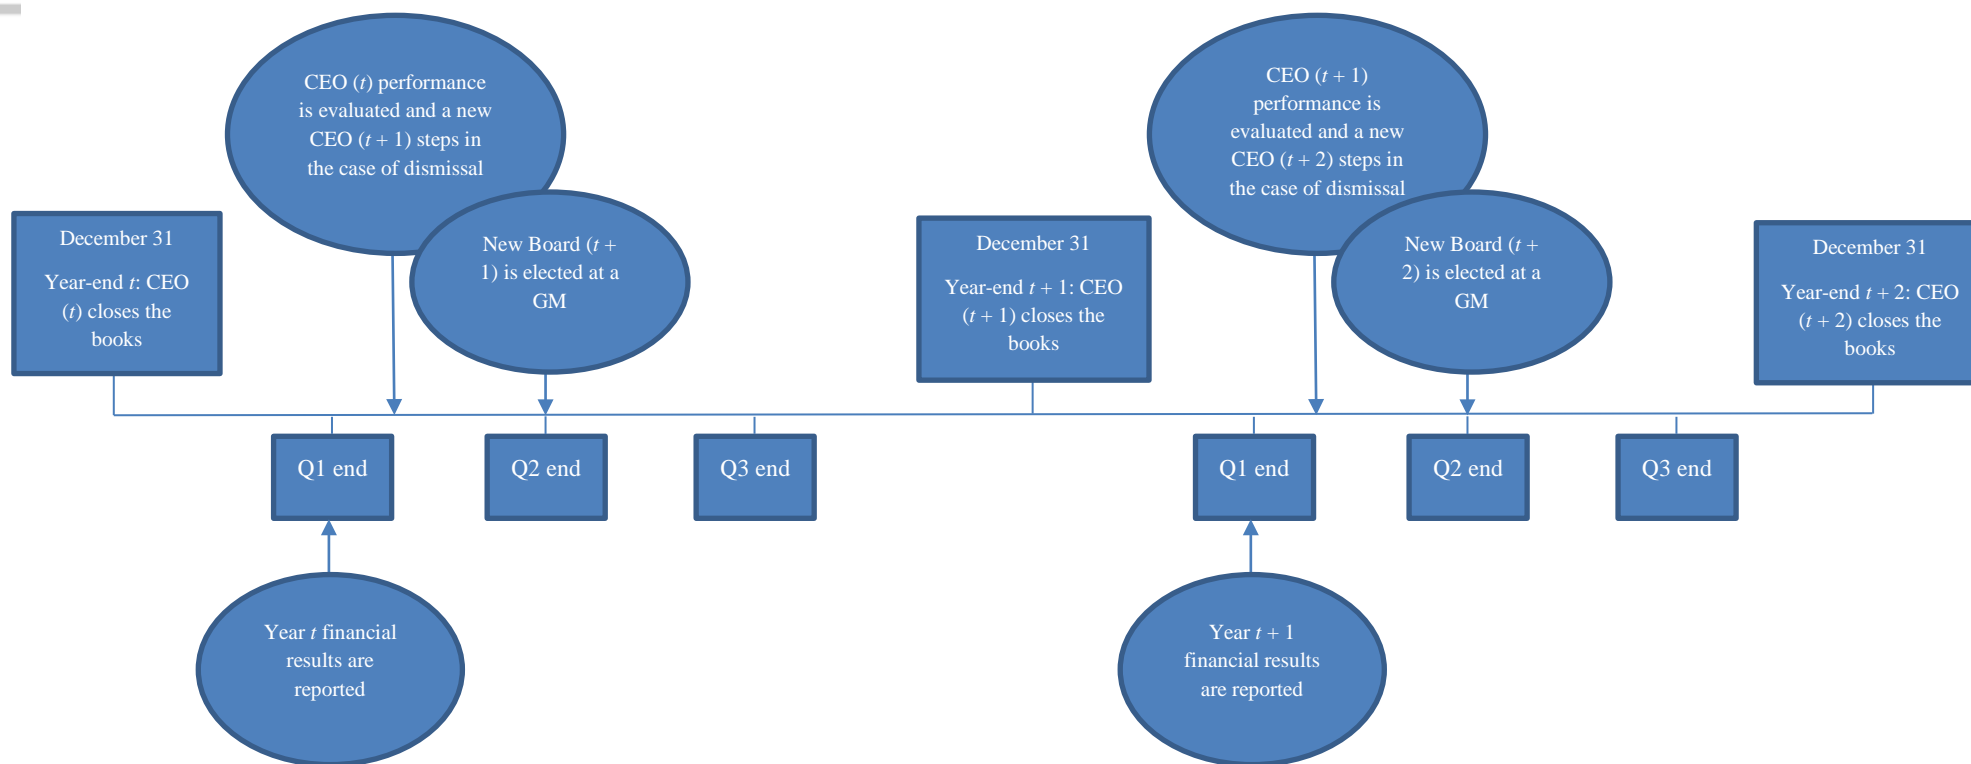 CEO (t) performance
is evaluated and a new
CEO (t + 1) steps in
the case of dismissal
CEO (t + 1)
performance is
evaluated and a new
CEO (t + 2) steps in
the case of dismissal
December 31
Year-end t: CEO
(t) closes the
books
New Board (t +
1) is elected at a
GM
December 31
Year-end t + 1: CEO
(t + 1) closes the
books
New Board (t +
2) is elected at a
GM
December 31
Year-end t + 2: CEO
(t + 2) closes the
books
Q1 end
Q2 end
Q3 end
Q1 end
Q2 end
Q3 end
Year t financial
results are
reported
Year t + 1
financial results
are reported